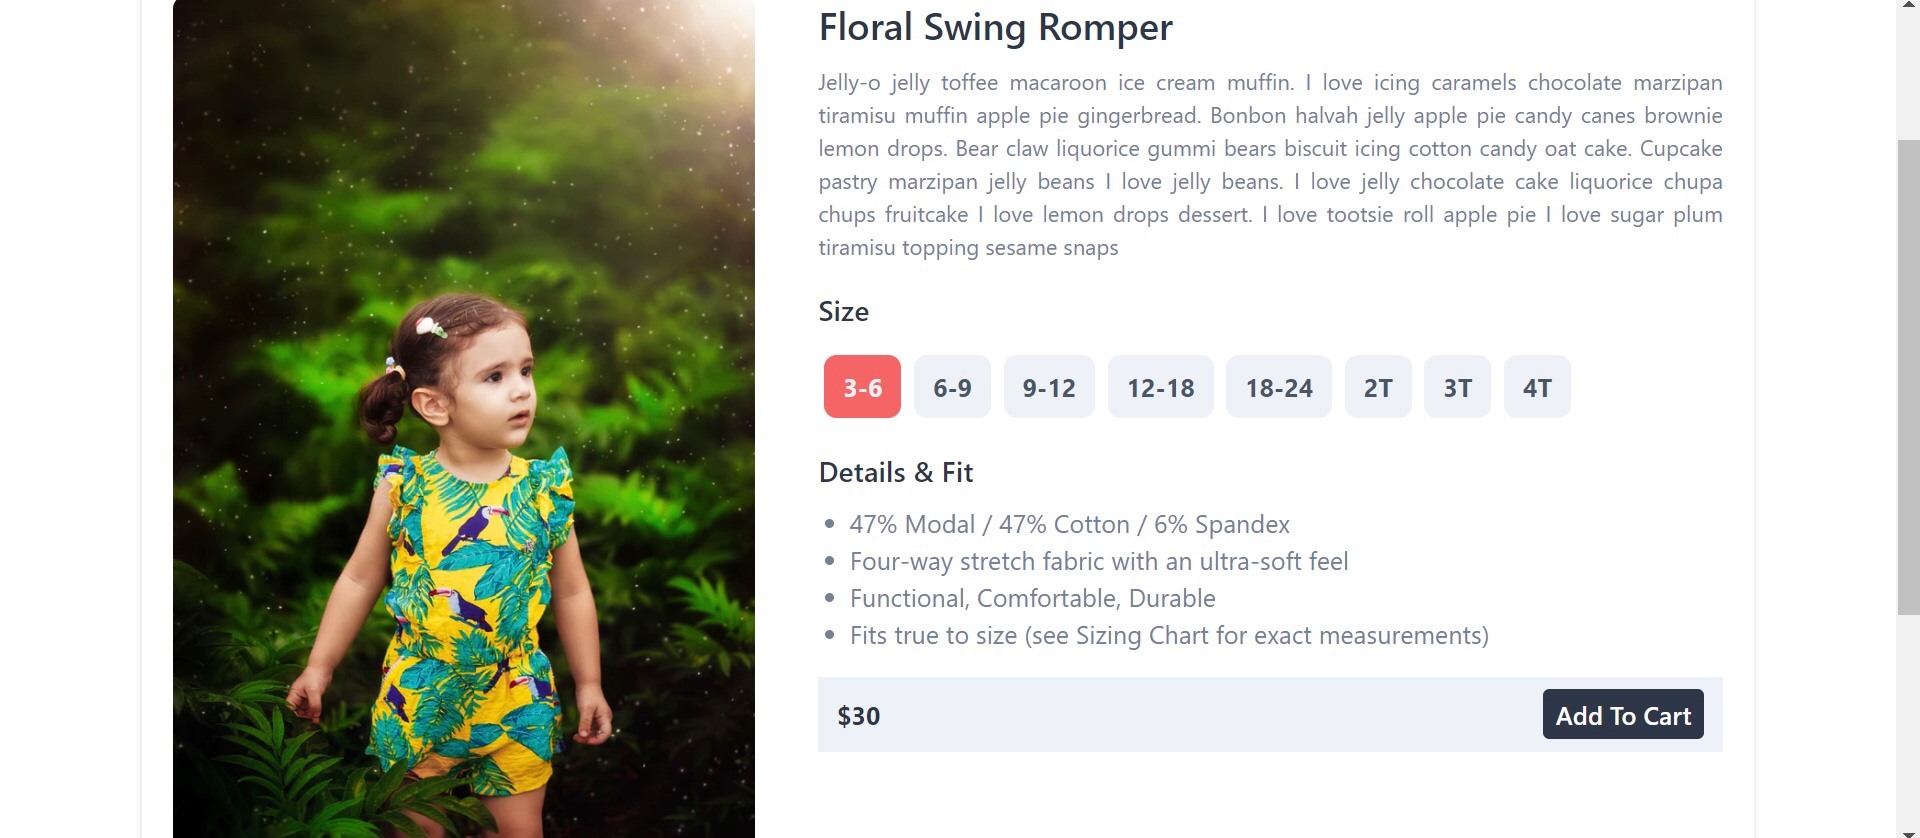 Floral Swing Romper
Jelly-o jelly toffee macaroon ice cream muffin. I love icing caramels chocolate marzipan
tiramisu muffin apple pie gingerbread. Bonbon halvah jelly apple pie candy canes brownie
lemon drops. Bear claw liquorice gummi bears biscuit icing cotton candy oat cake. Cupcake
pastry marzipan jelly beans I love jelly beans. I love jelly chocolate cake liquorice chupa
chups fruitcake I love lemon drops dessert. I love tootsie roll apple pie I love sugar plum
tiramisu topping sesame snaps
Size
3-6 6-9 9-12 12-18 18-24 2T 3T 4T
Details & Fit
• 47% Modal / 47% Cotton / 6% Spandex
• Four-way stretch fabric with an ultra-soft feel
• Functional, Comfortable, Durable
• Fits true to size (see Sizing Chart for exact measurements)
$30 Add To Cart